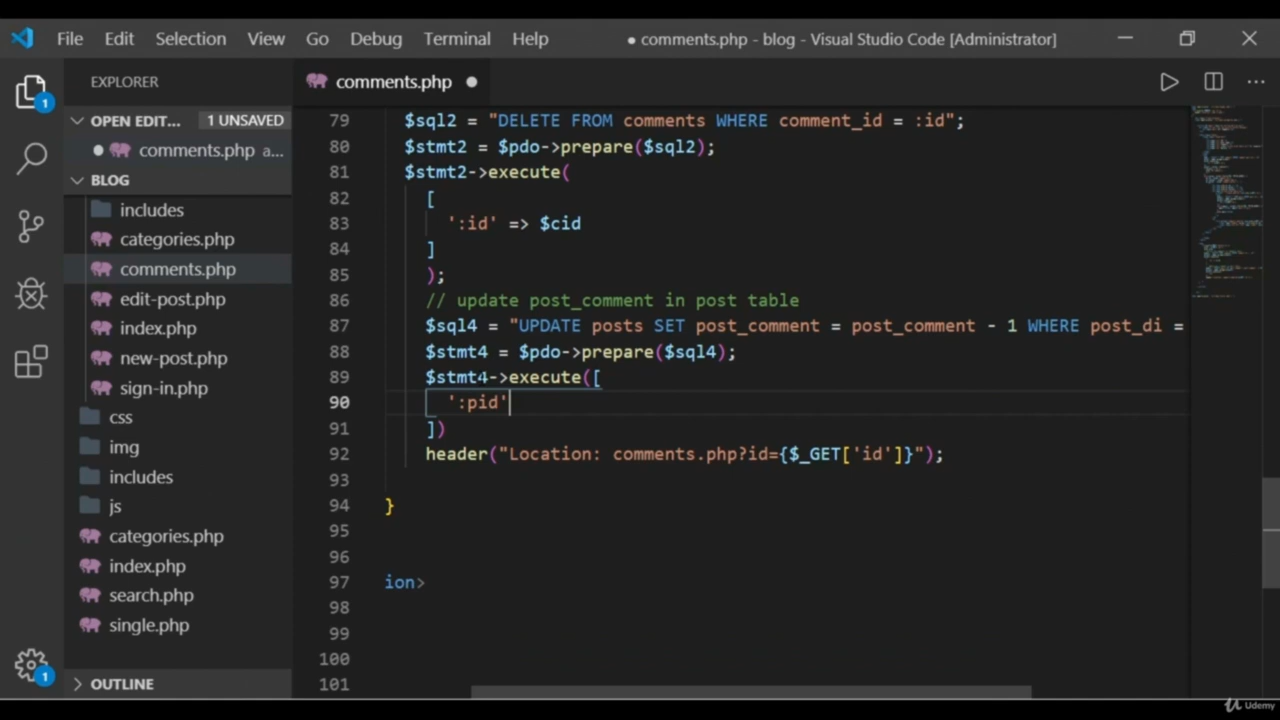 File Edit Selection View Go Debug Terminal Help ● comments.php - blog - Visual Studio Code [Administrator]
EXPLORER
comments.php
1
OPEN EDIT... 1 UNSAVED
comments.php a...
BLOG
includes
categories.php
comments.php
edit-post.php
index.php
new-post.php
sign-in.php
css
img
includes
js
categories.php
index.php
search.php
single.php
OUTLINE
1
79 $sql2 = "DELETE FROM comments WHERE comment_id = :id";
80 $stmt2 = $pdo->prepare($sql2);
81 $stmt2->execute(
82 [
83 ':id' => $cid
84 ]
85 );
86 // update post_comment in post table
87 $sql4 = "UPDATE posts SET post_comment = post_comment - 1 WHERE post_di =
88 $stmt4 = $pdo->prepare($sql4);
89 $stmt4->execute([
90 ':pid'
91 ])
92 header("Location: comments.php?id={$_GET['id']}");
93
94 }
95
96
97 ion>
98
99
100
101
Udemy